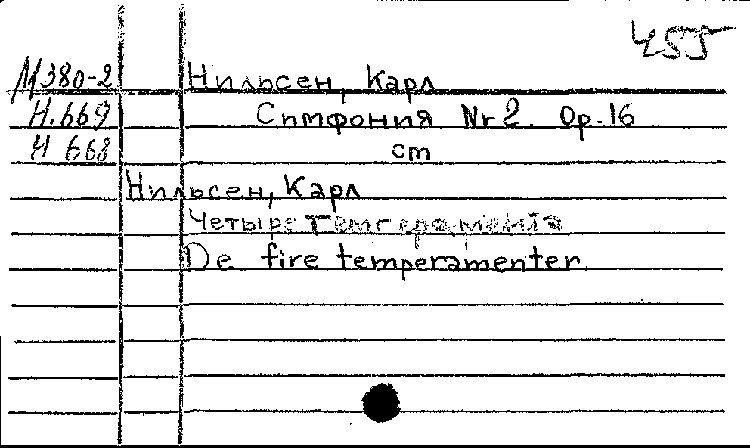 455
М380-2 Нильсен, Карл
Н.669 Симфония Nr 2. Op.16
Н 668 ст
Нильсен, Карл
Четыре темперамента
De fire temperamenter